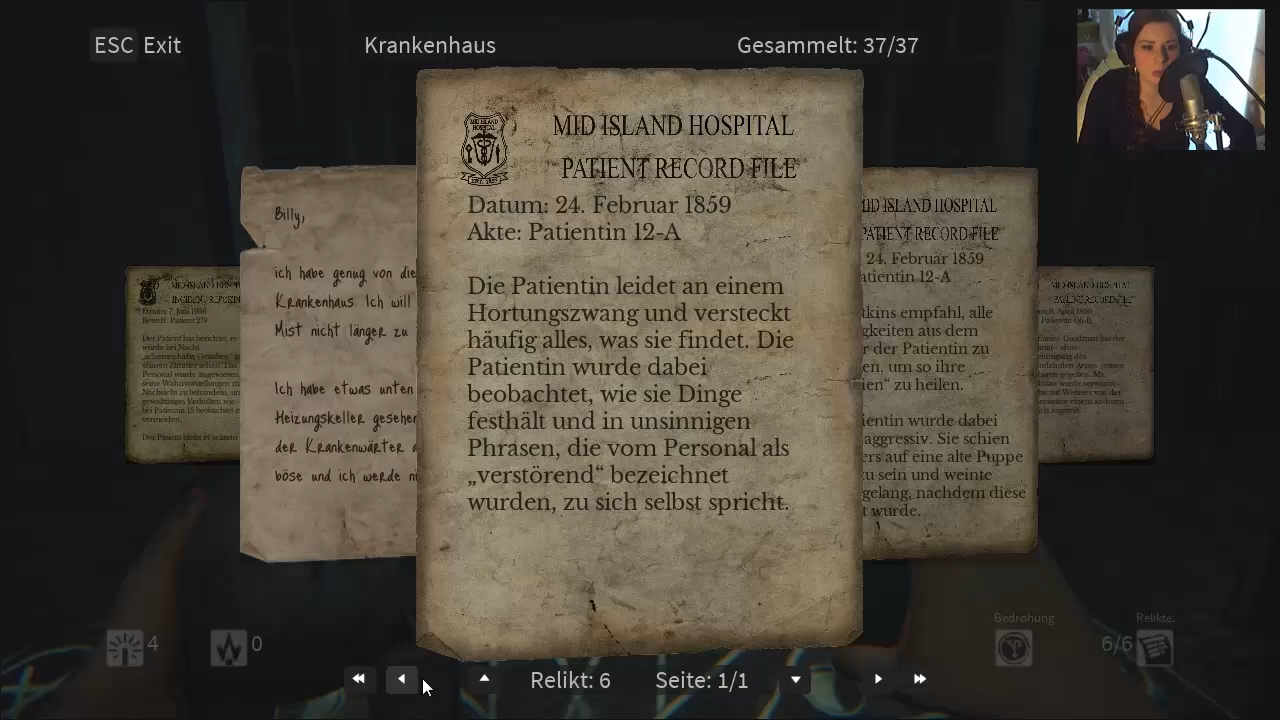 ESC Exit
Krankenhaus
Gesammelt: 37/37
MID ISLAND HOSPITAL
PATIENT RECORD FILE
Datum: 24. Februar 1859
Akte: Patientin 12-A
Die Patientin leidet an einem
Hortungszwang und versteckt
häufig alles, was sie findet. Die
Patientin wurde dabei
beobachtet, wie sie Dinge
festhält und in unsinnigen
Phrasen, die vom Personal als
„verstörend“ bezeichnet
wurden, zu sich selbst spricht.
Billy,
ich habe genug von die
Krankenhaus. Ich will
Mist nicht länger zu
Ich habe etwas unten
Heizungskeller gesehen
der Krankenwärter
böse und ich werde
MID ISLAND HOSPITAL
PATIENT RECORD FILE
24. Februar 1859
atientin 12-A
tkins empfahl, alle
gkeiten aus dem
r der Patientin zu
en, um so ihre
ien“ zu heilen.
ientin wurde dabei
aggressiv. Sie schien
ers auf eine alte Puppe
zu sein und weinte
gelang, nachdem diese
t wurde.
4
0
Bedrohung
Relikte:
6/6
Relikt: 6
Seite: 1/1